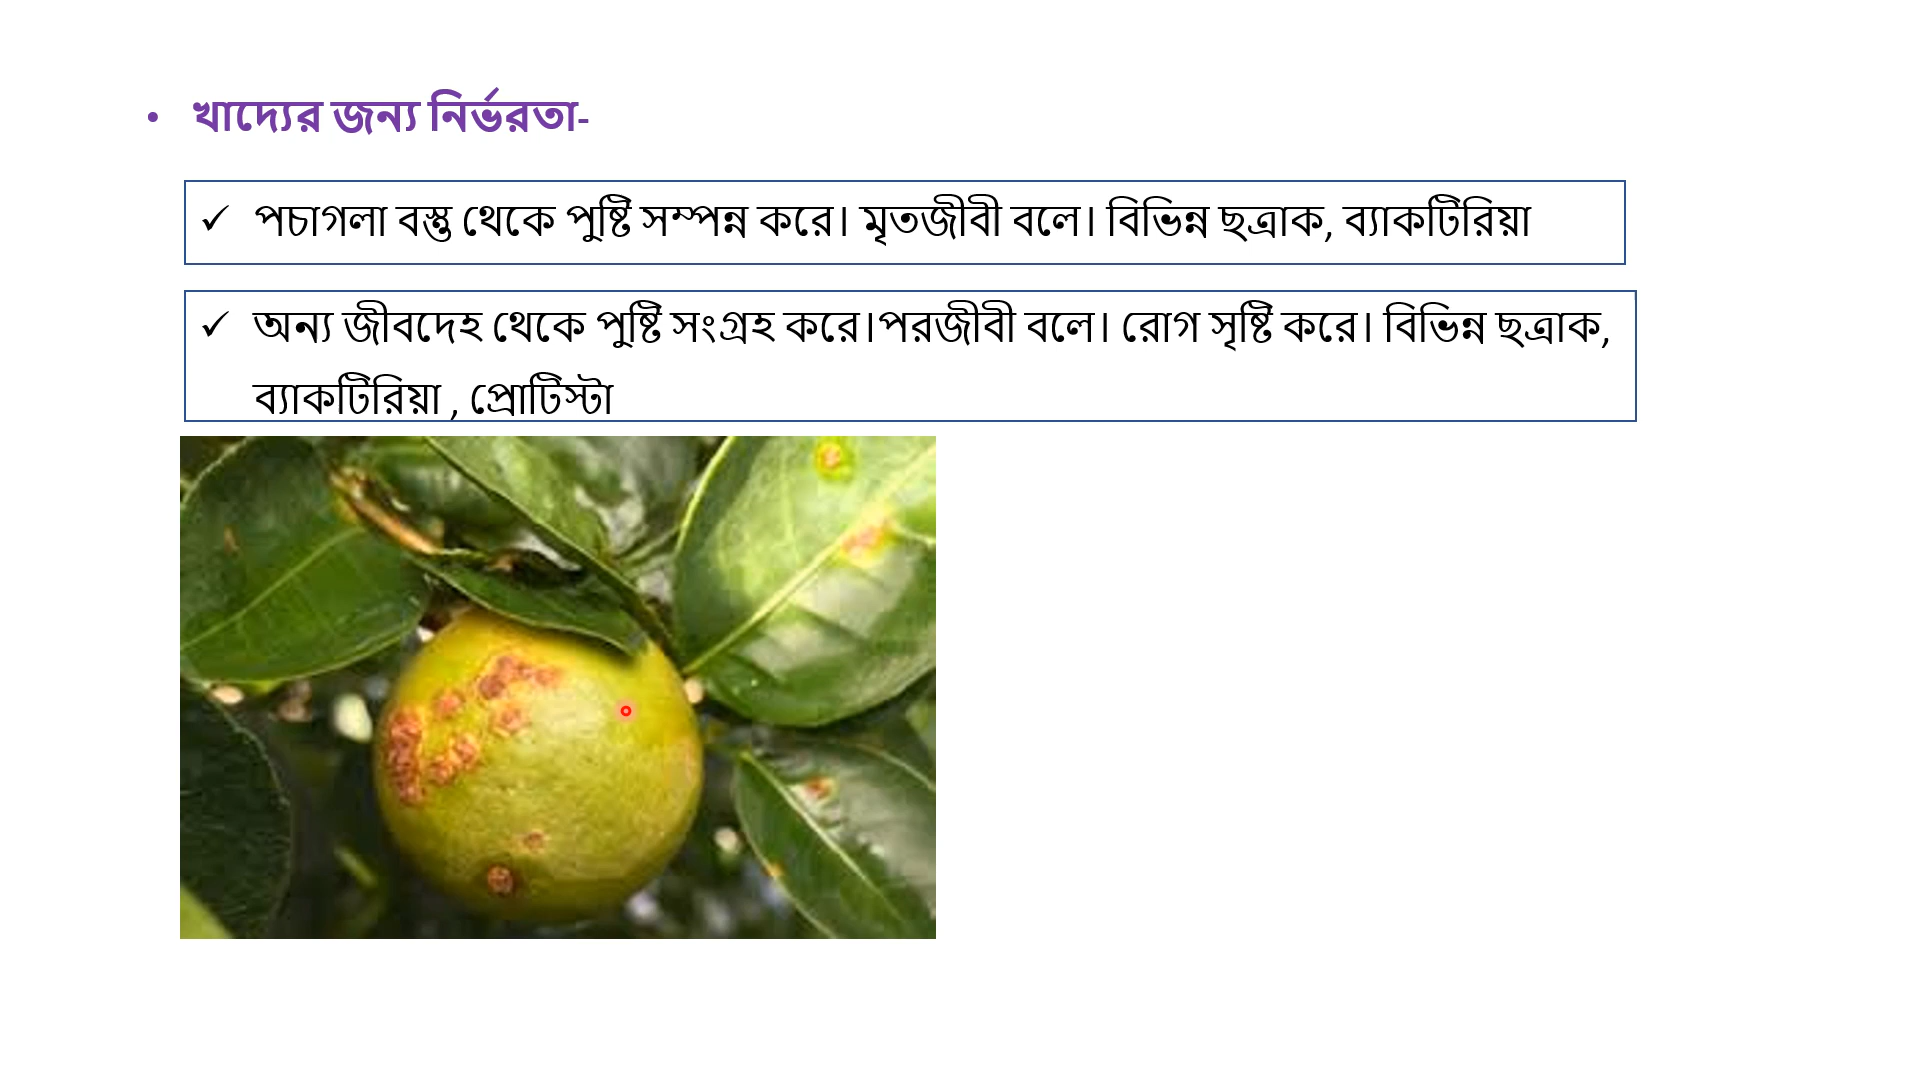 • খাদ্যের জন্য নির্ভরতা-
✓ পচাগলা বস্তু থেকে পুষ্টি সম্পন্ন করে। মৃতজীবী বলে। বিভিন্ন ছত্রাক, ব্যাকটিরিয়া
✓ অন্য জীবদেহ থেকে পুষ্টি সংগ্রহ করে।পরজীবী বলে। রোগ সৃষ্টি করে। বিভিন্ন ছত্রাক,
ব্যাকটিরিয়া , প্রোটিস্টা